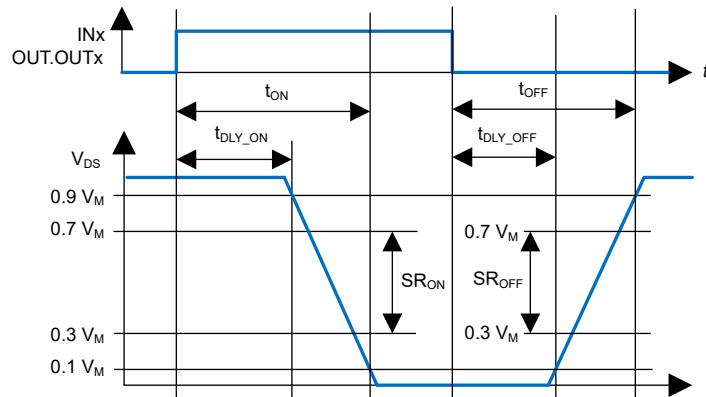 INx
OUT.OUTx
t
tON
tOFF
tDLY_ON
tDLY_OFF
VDS
0.9 VM
0.7 VM
0.7 VM
SRON
SROFF
0.3 VM
0.3 VM
0.1 VM